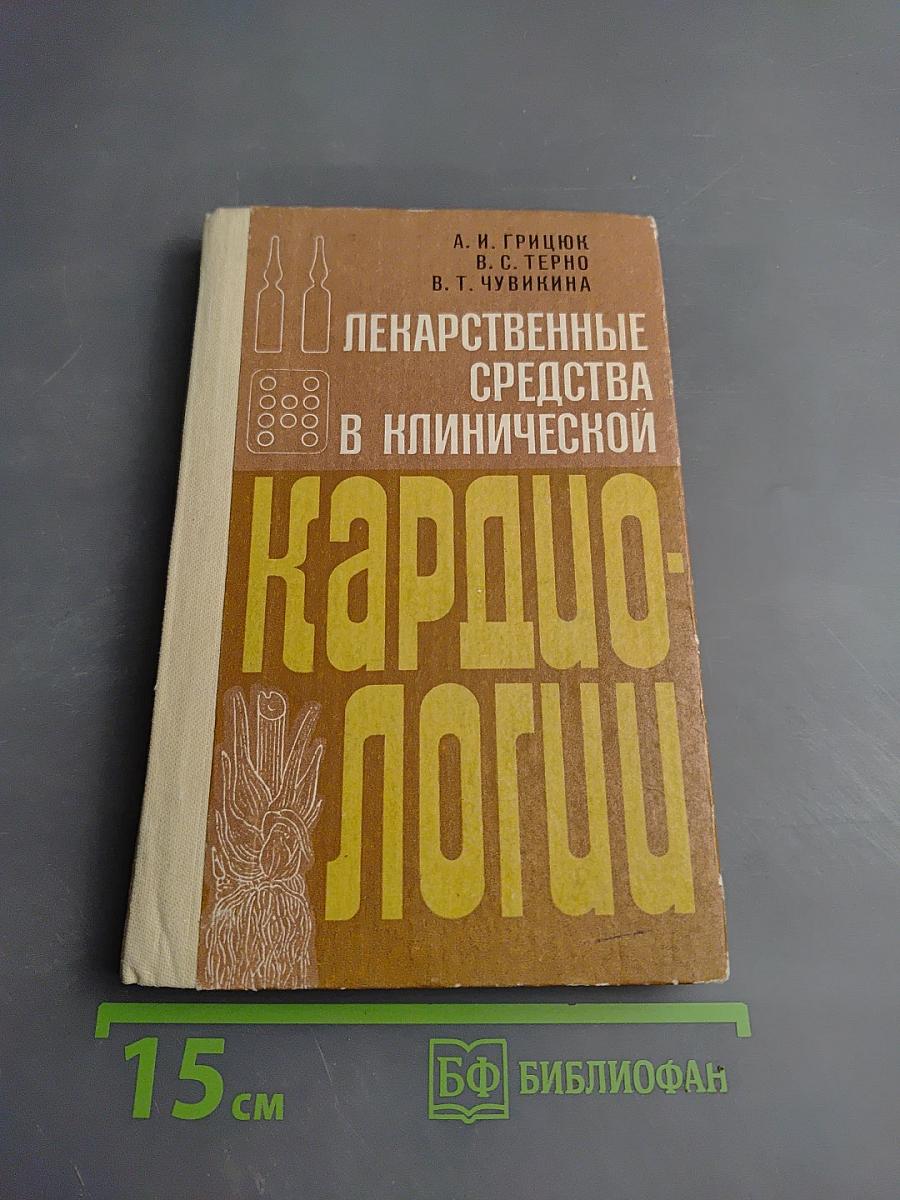 А. И. ГРИЦЮК
В. С. ТЕРНО
В. Т. ЧУВИКИНА
ЛЕКАРСТВЕННЫЕ
СРЕДСТВА
В КЛИНИЧЕСКОЙ
КАРДИО-
ЛОГИИ
15 см
БФ БИБЛИОФАН